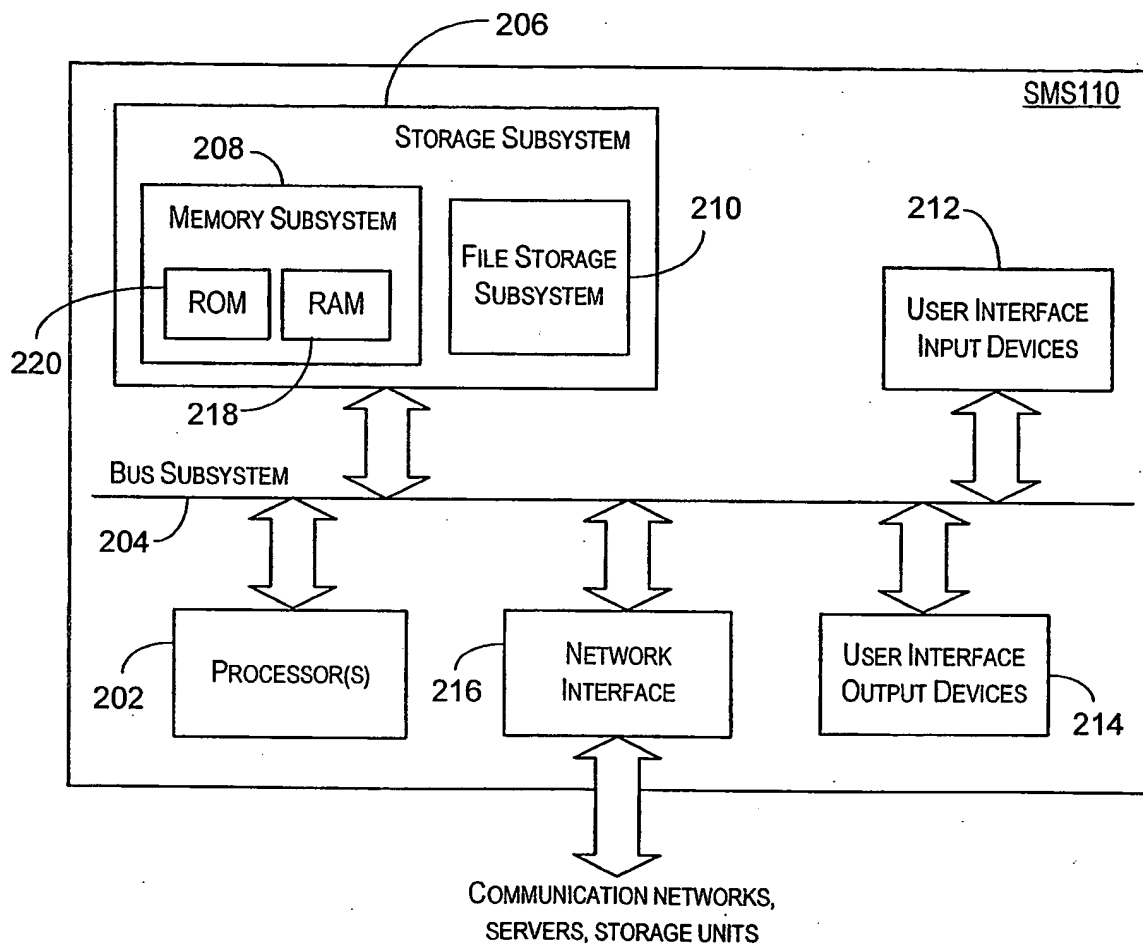 206
SMS110
STORAGE SUBSYSTEM
208
MEMORY SUBSYSTEM
ROM
RAM
220
218
FILE STORAGE
SUBSYSTEM
210
212
USER INTERFACE
INPUT DEVICES
BUS SUBSYSTEM
204
PROCESSOR(S)
202
NETWORK
INTERFACE
216
USER INTERFACE
OUTPUT DEVICES
214
COMMUNICATION NETWORKS,
SERVERS, STORAGE UNITS